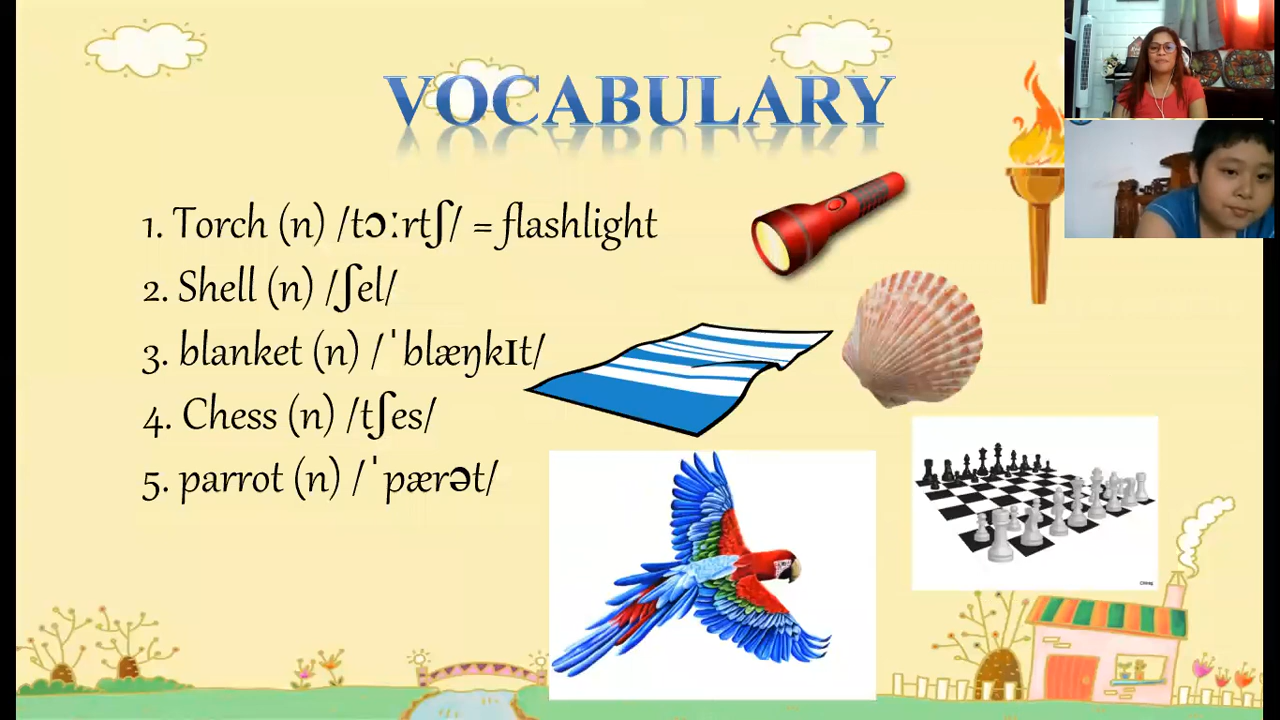 VOCABULARY
1. Torch (n) /tɔːrtʃ/ = flashlight
2. Shell (n) /ʃel/
3. blanket (n) /ˈblæŋkɪt/
4. Chess (n) /tʃes/
5. parrot (n) /ˈpærət/